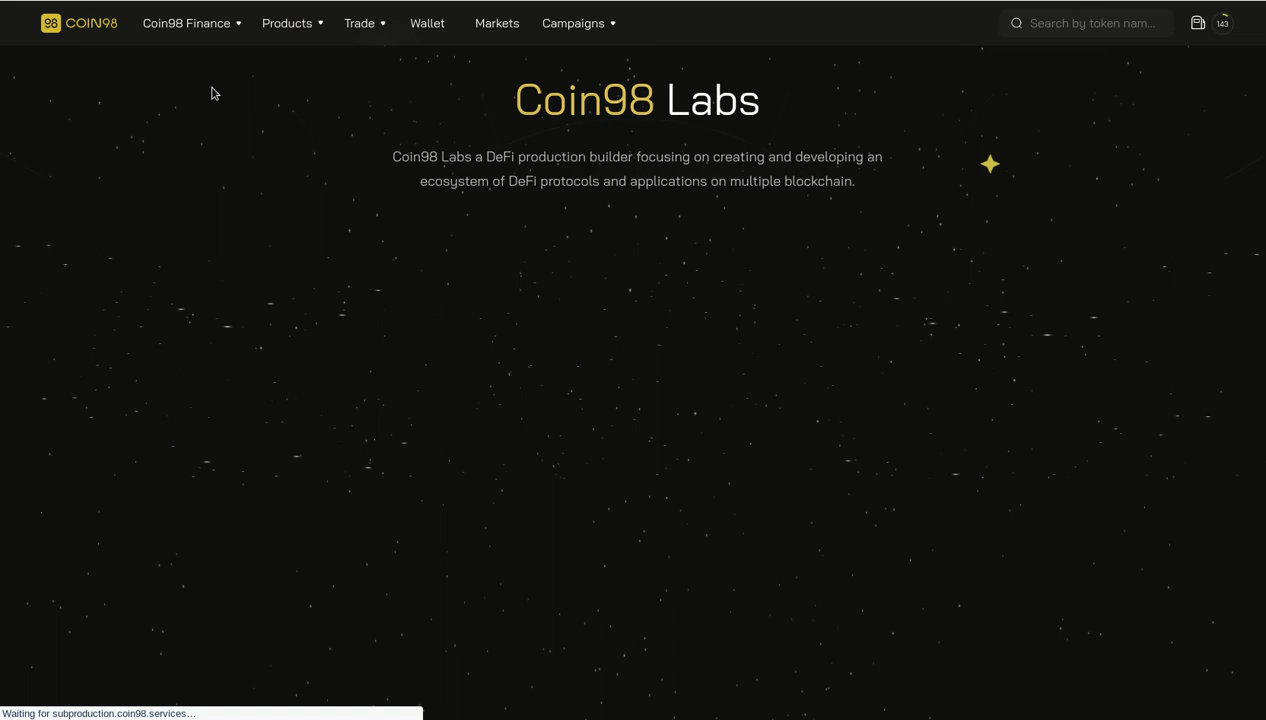 98 COIN98 Coin98 Finance Products Trade Wallet Markets Campaigns Search by token nam... 143
Coin98 Labs
Coin98 Labs a DeFi production builder focusing on creating and developing an
ecosystem of DeFi protocols and applications on multiple blockchain.
Waiting for subproduction.coin98.services...